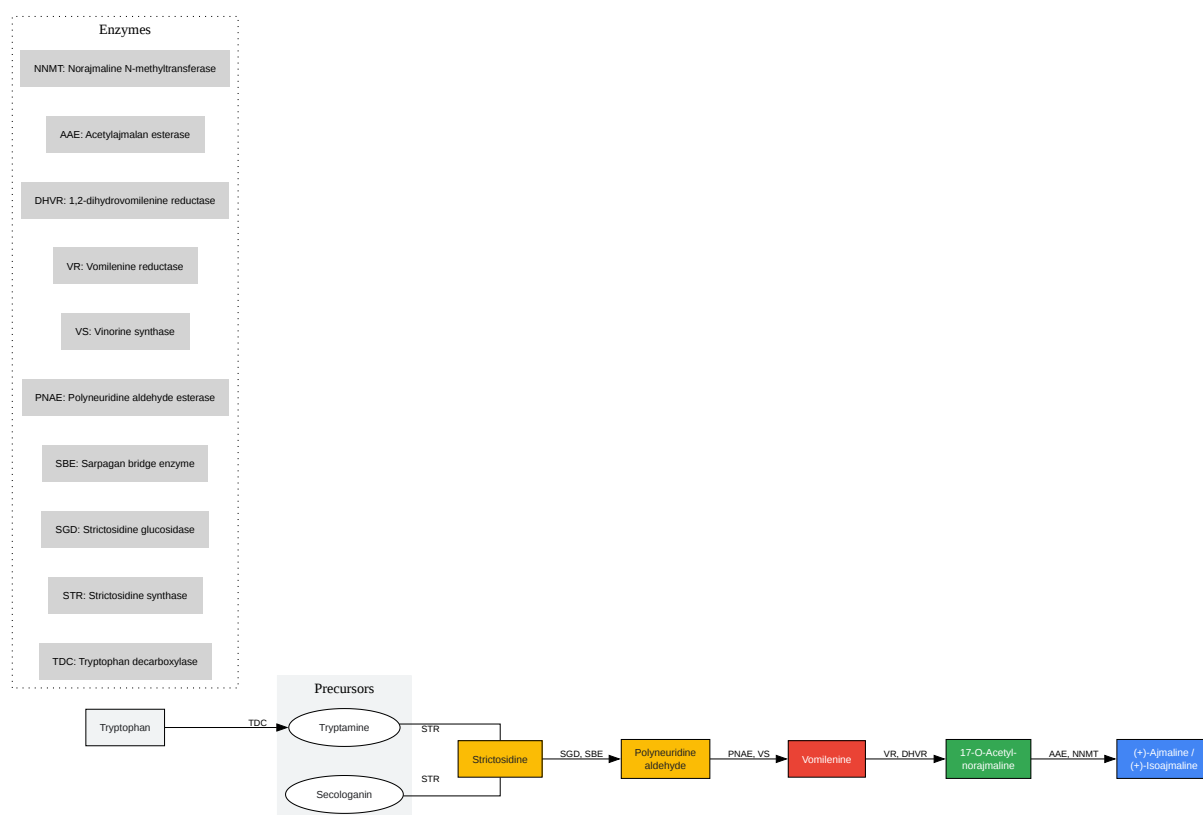 Enzymes
NNMT: Norajmaline N-methyltransferase
AAE: Acetylajmalan esterase
DHVR: 1,2-dihydrovomilenine reductase
VR: Vomilenine reductase
VS: Vinorine synthase
PNAE: Polyneuridine aldehyde esterase
SBE: Sarpagan bridge enzyme
SGD: Strictosidine glucosidase
STR: Strictosidine synthase
TDC: Tryptophan decarboxylase
Precursors
Tryptophan
TDC
Tryptamine
STR
Secologanin
STR
Strictosidine
SGD, SBE
Polyneuridine
aldehyde
PNAE, VS
Vomilenine
VR, DHVR
17-O-Acetyl-
norajmaline
AAE, NNMT
(+)-Ajmaline /
(+)-Isoajmaline